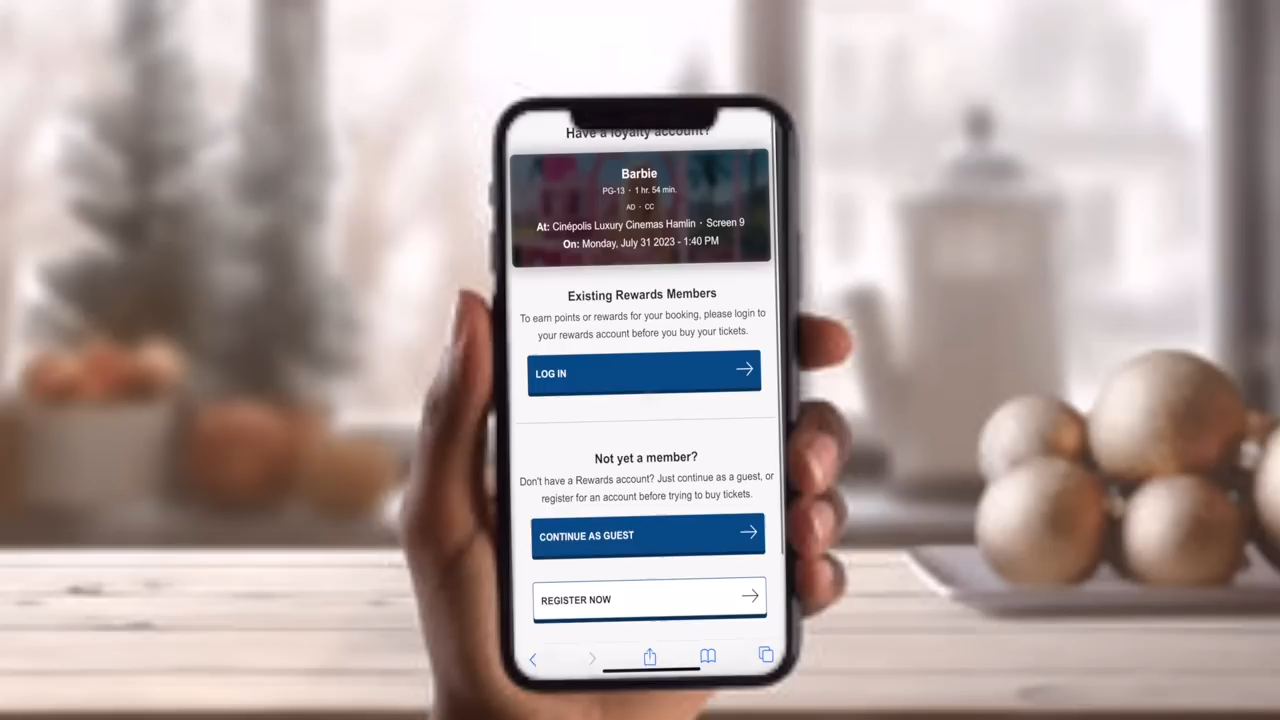 Have a loyalty account?
Barbie
PG-13 · 1 hr. 54 min.
AD · CC
At: Cinépolis Luxury Cinemas Hamlin · Screen 9
On: Monday, July 31 2023 - 1:40 PM
Existing Rewards Members
To earn points or rewards for your booking, please login to
your rewards account before you buy your tickets.
LOG IN
Not yet a member?
Don't have a Rewards account? Just continue as a guest, or
register for an account before trying to buy tickets.
CONTINUE AS GUEST
REGISTER NOW